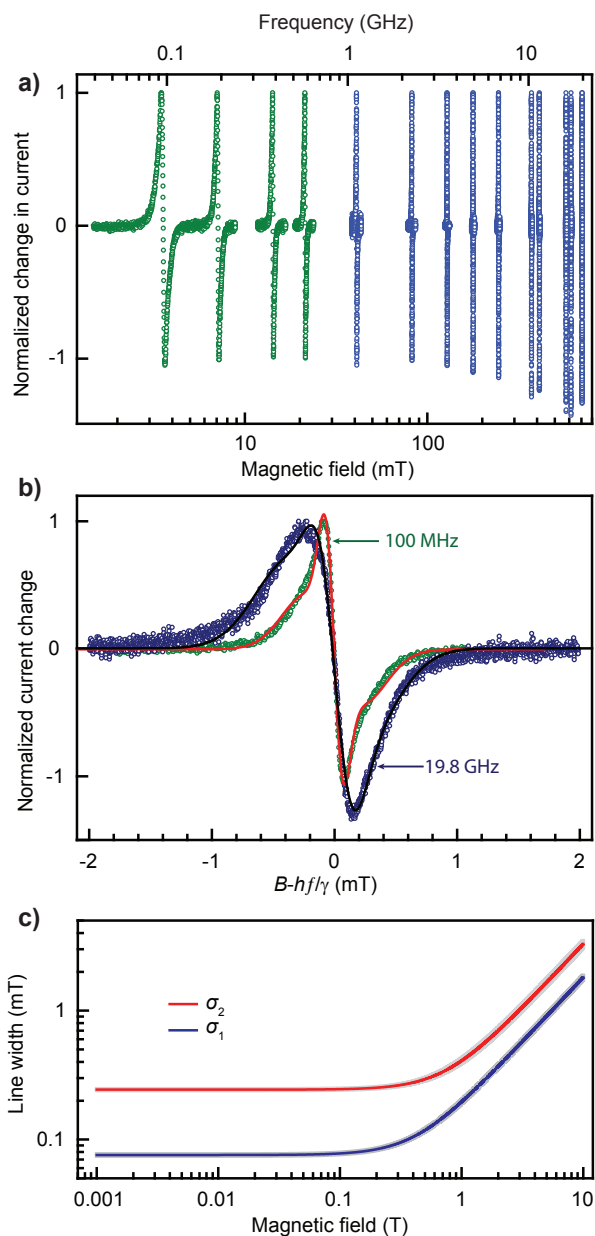 Frequency (GHz)
0.1 1 10
a)
1
0
-1
Normalized change in current
10 100
Magnetic field (mT)
b)
1
0
-1
Normalized current change
100 MHz
19.8 GHz
-2 -1 0 1 2
B-hf/γ (mT)
c)
1
0.1
Line width (mT)
σ2
σ1
0.001 0.01 0.1 1 10
Magnetic field (T)